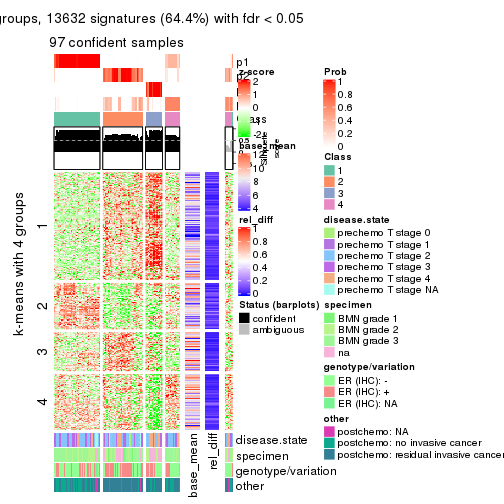 groups, 13632 signatures (64.4%) with fdr < 0.05
97 confident samples
p1
z-score
2
1
0
-1
-2
base_mean
12
10
8
6
4
rel_diff
1
0.8
0.6
0.4
0.2
0
Status (barplots)
confident
ambiguous
Prob
1
0.8
0.6
0.4
0.2
0
Class
1
2
3
4
disease.state
prechemo T stage 0
prechemo T stage 1
prechemo T stage 2
prechemo T stage 3
prechemo T stage 4
prechemo T stage NA
specimen
BMN grade 1
BMN grade 2
BMN grade 3
na
genotype/variation
ER (IHC): -
ER (IHC): +
ER (IHC): NA
other
postchemo: NA
postchemo: no invasive cancer
postchemo: residual invasive cancer
k-means with 4 groups
1
2
3
4
base_mean
rel_diff
disease.state
specimen
genotype/variation
other